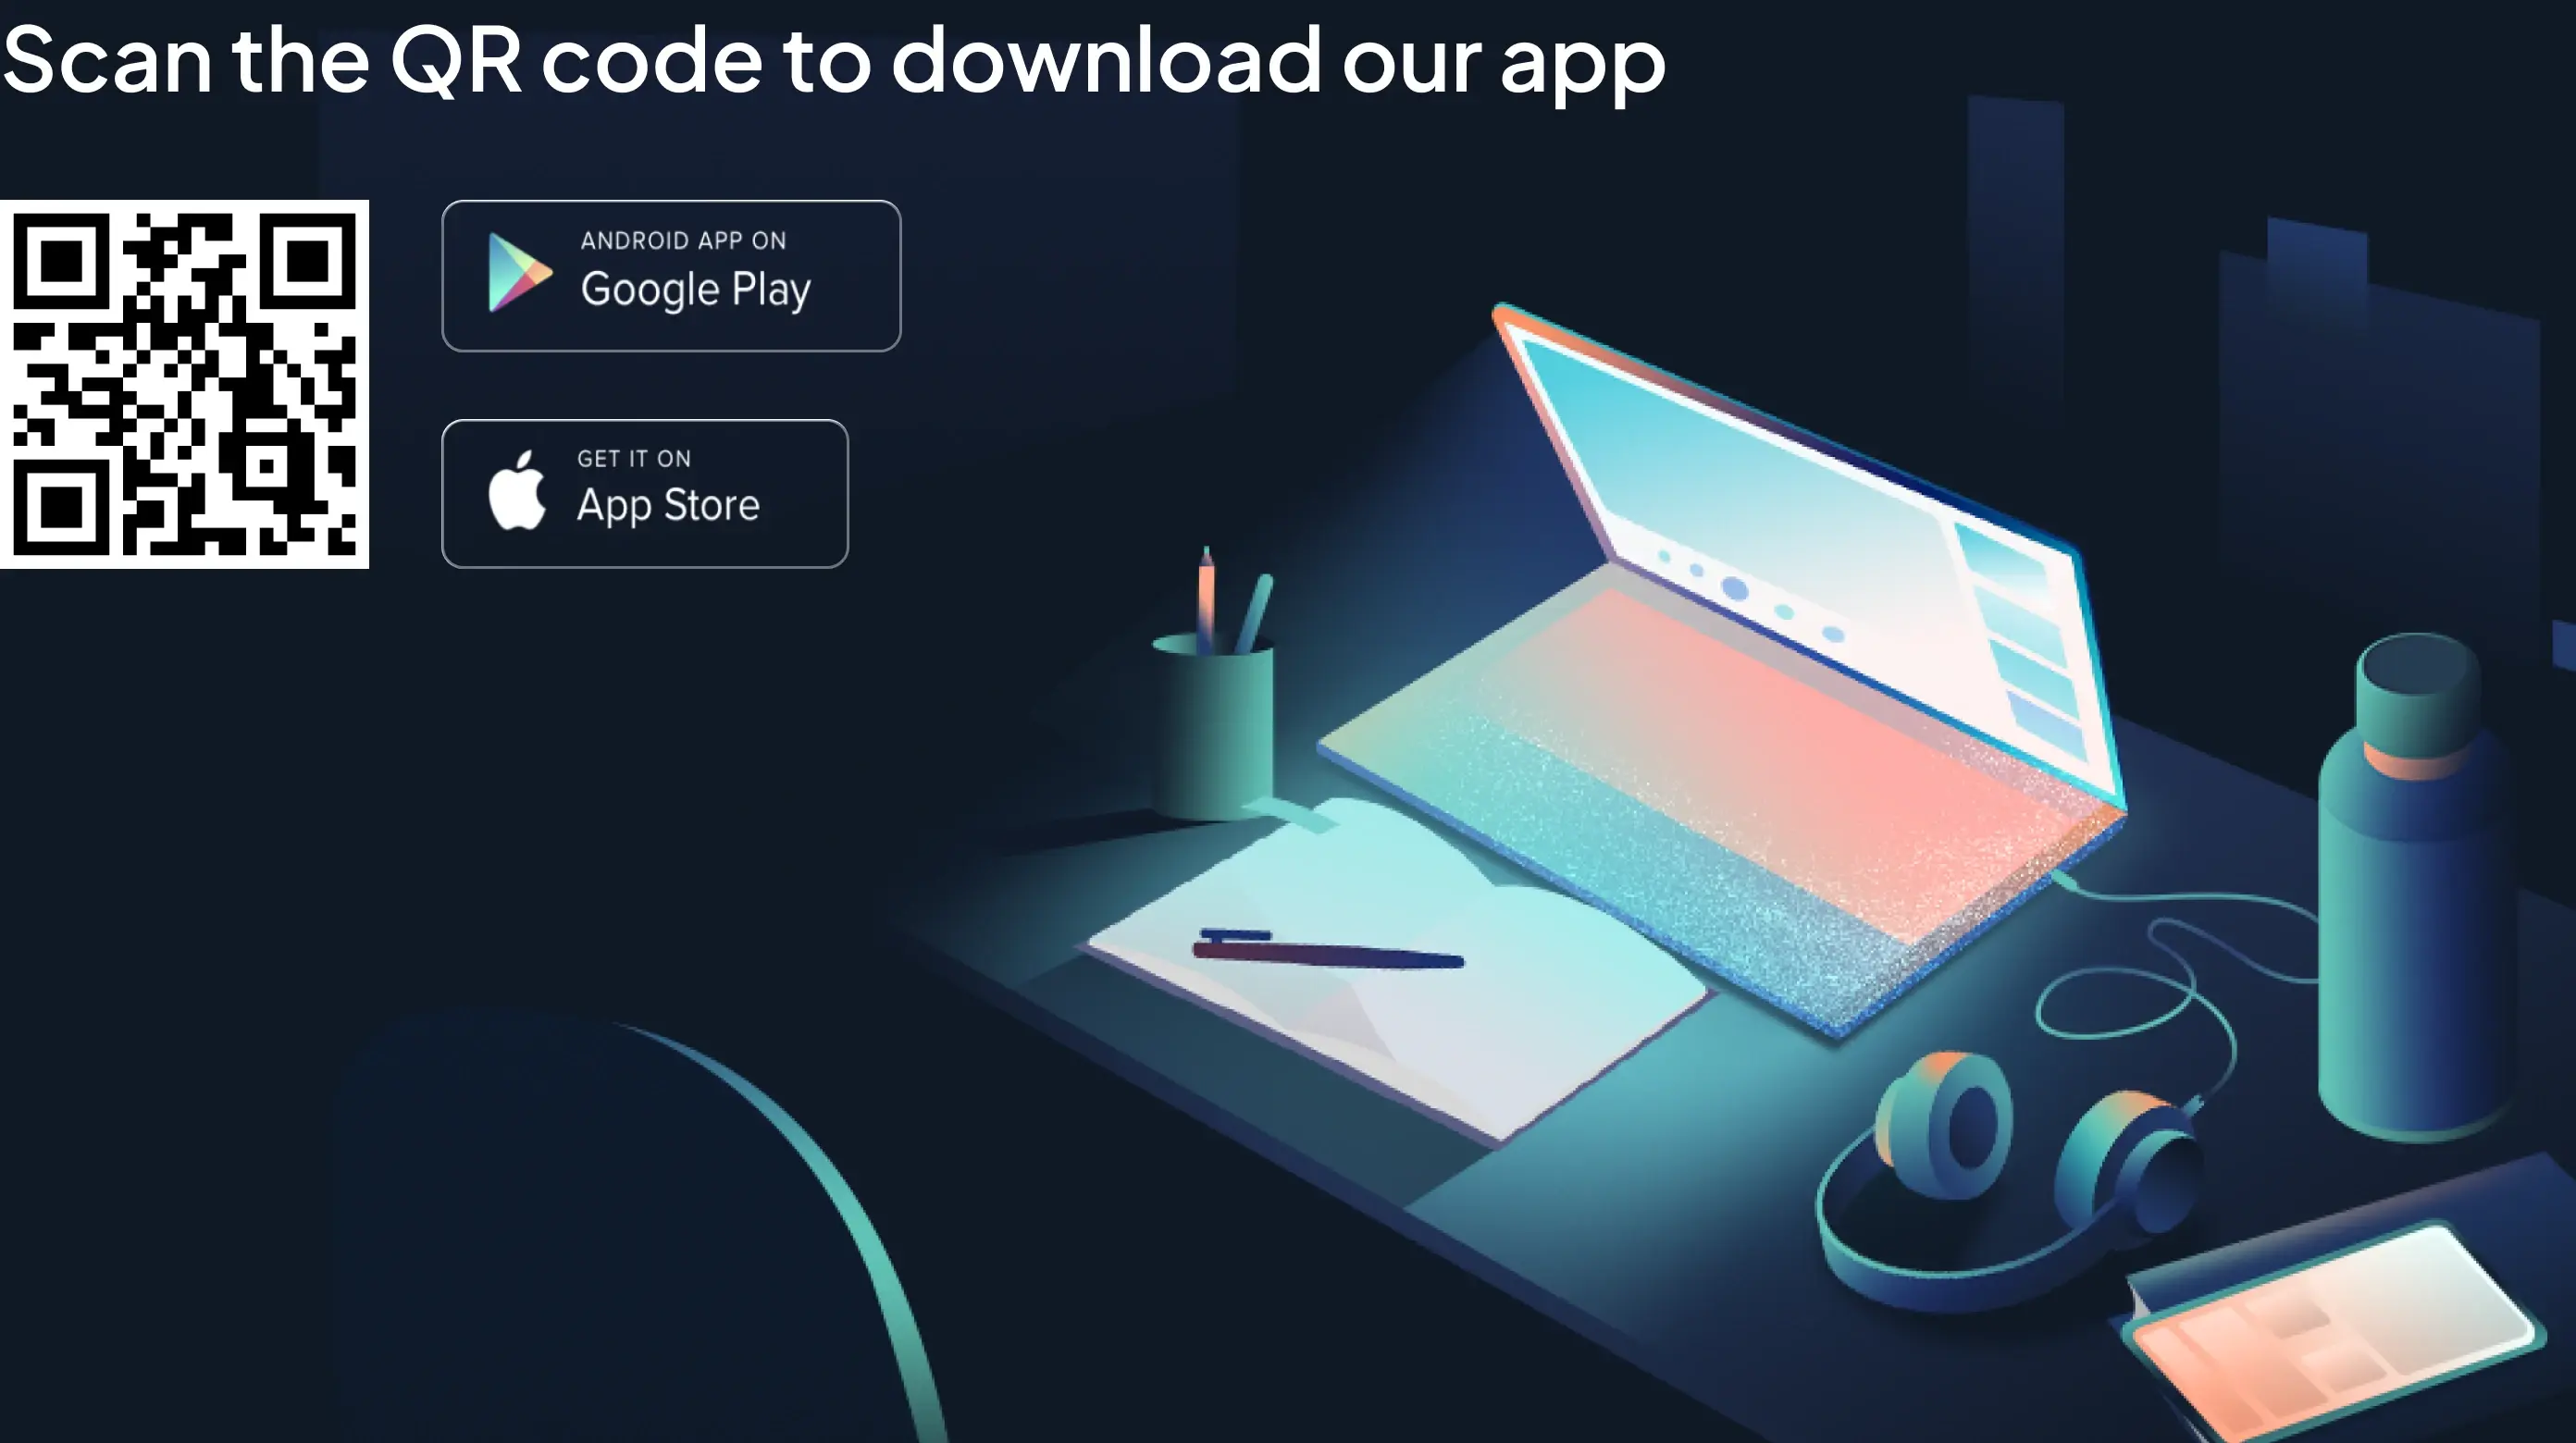 Scan the QR code to download our app
ANDROID APP ON
Google Play
GET IT ON
App Store